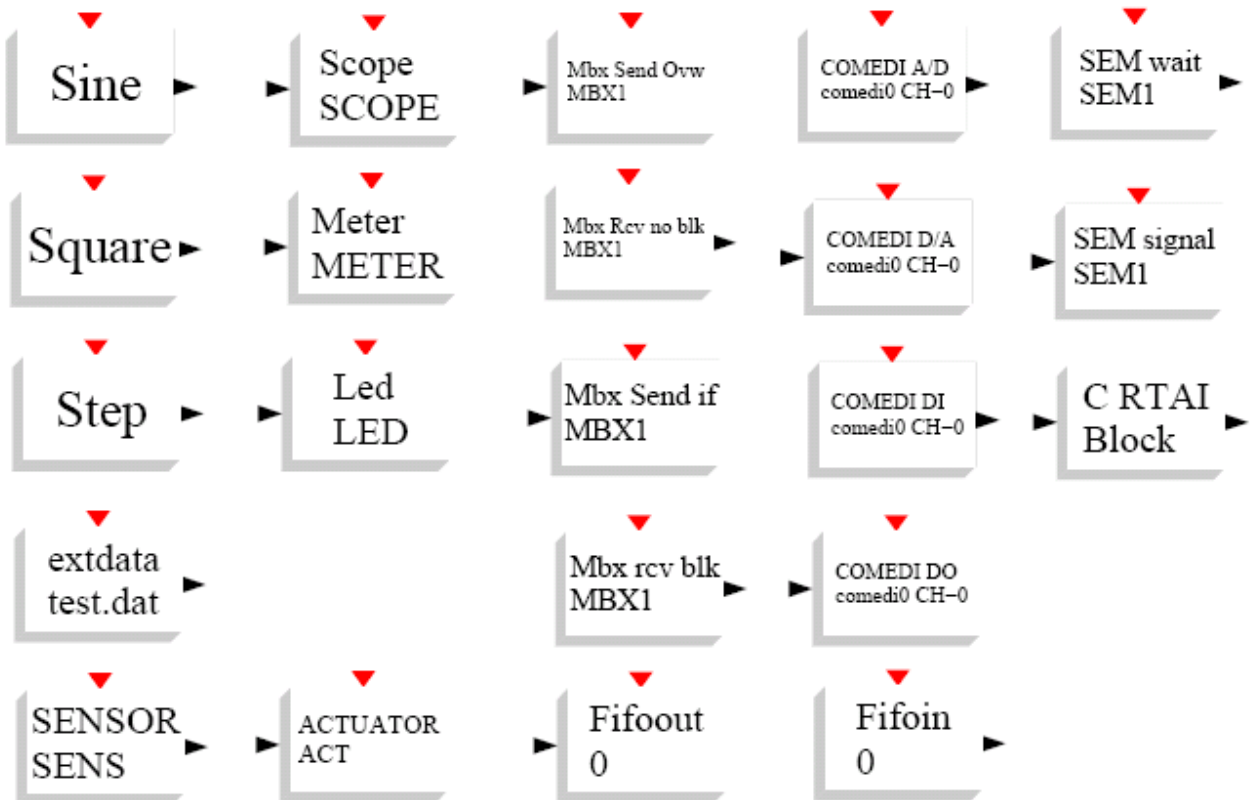 Sine
Scope
SCOPE
Mbx Send Ovw
MBX1
COMEDI A/D
comedi0 CH−0
SEM wait
SEM1
Square
Meter
METER
Mbx Rcv no blk
MBX1
COMEDI D/A
comedi0 CH−0
SEM signal
SEM1
Step
Led
LED
Mbx Send if
MBX1
COMEDI DI
comedi0 CH−0
C RTAI
Block
extdata
test.dat
Mbx rcv blk
MBX1
COMEDI DO
comedi0 CH−0
SENSOR
SENS
ACTUATOR
ACT
Fifoout
0
Fifoin
0